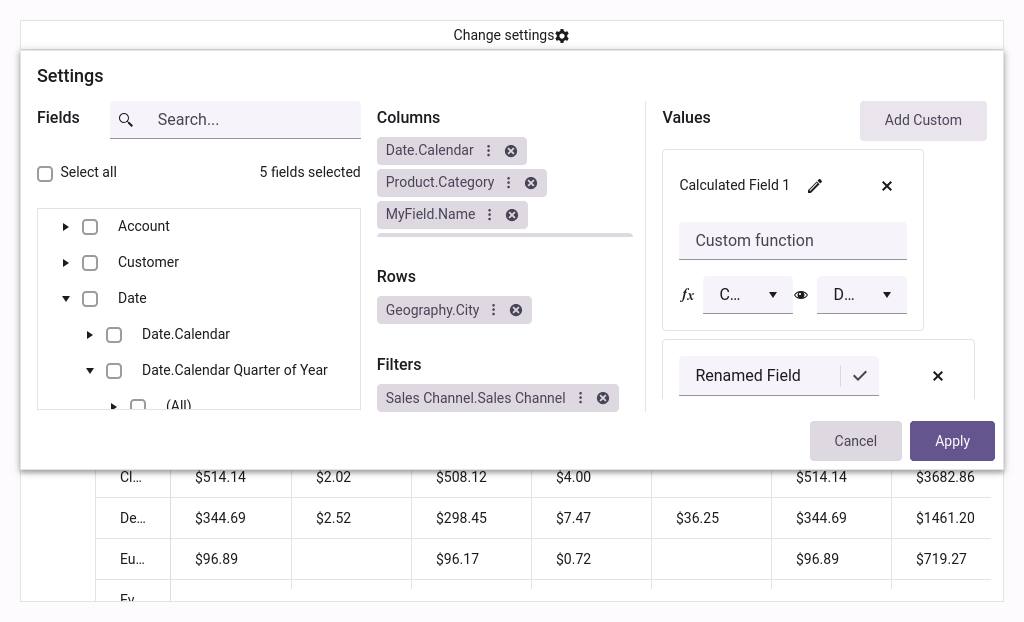 Change settings
Settings
Fields
Search...
Select all
5 fields selected
Account
Customer
Date
Date.Calendar
Date.Calendar Quarter of Year
(All)
Columns
Date.Calendar
Product.Category
MyField.Name
Rows
Geography.City
Filters
Sales Channel.Sales Channel
Values
Add Custom
Calculated Field 1
Custom function
fx
C...
D...
Renamed Field
Cancel
Apply
Cl... $514.14 $2.02 $508.12 $4.00 $514.14 $3682.86
De... $344.69 $2.52 $298.45 $7.47 $36.25 $344.69 $1461.20
Eu... $96.89 $96.17 $0.72 $96.89 $719.27